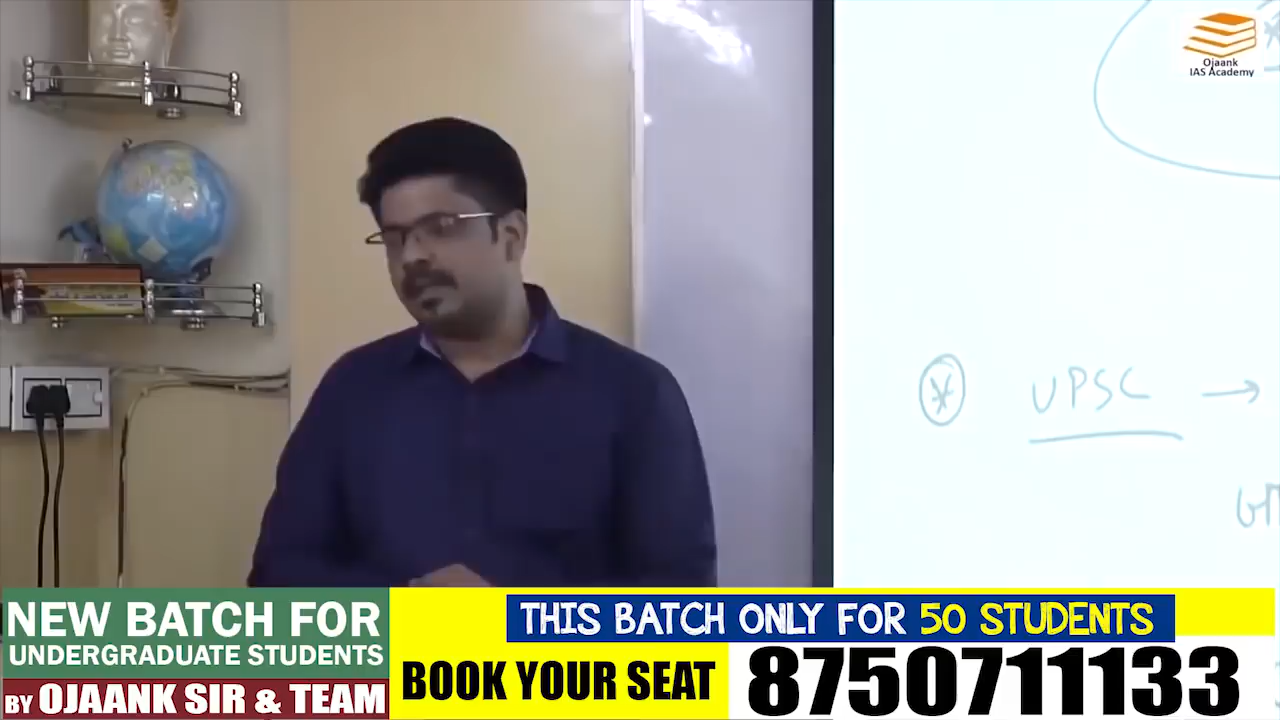 Ojaank
IAS Academy
UPSC →
NEW BATCH FOR
UNDERGRADUATE STUDENTS
BY OJAANK SIR & TEAM
THIS BATCH ONLY FOR 50 STUDENTS
BOOK YOUR SEAT
8750711133